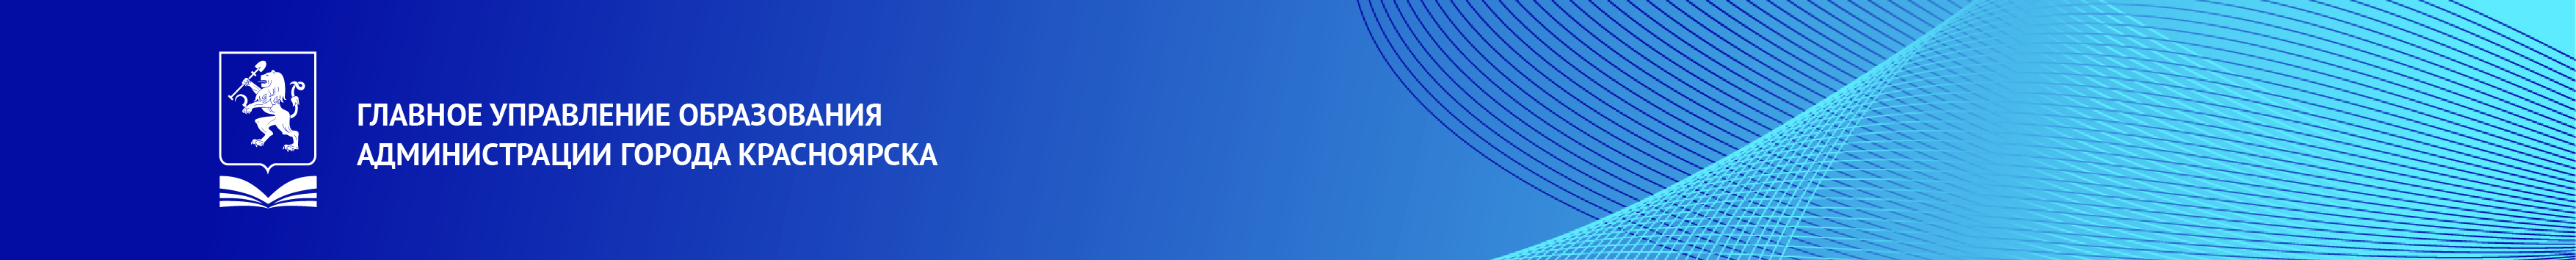 ГЛАВНОЕ УПРАВЛЕНИЕ ОБРАЗОВАНИЯ
АДМИНИСТРАЦИИ ГОРОДА КРАСНОЯРСКА